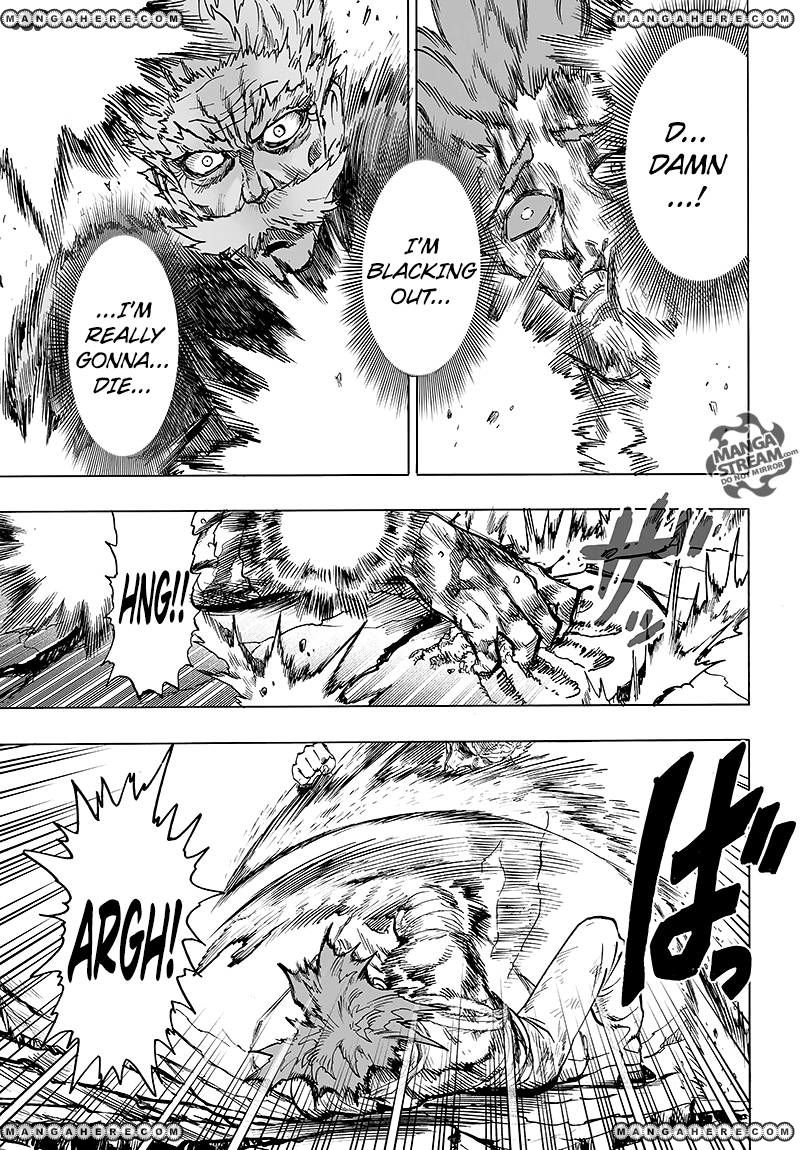 MANGAHERE.COM
MANGAHERE.COM
D...
DAMN
...!
I'M
BLACKING
OUT...
...I'M
REALLY
GONNA...
DIE...
MANGA
STREAM.com
DO NOT MIRROR
ザッ
HNG!!
ばっ
ARGH!
MANGAHERE.COM
MANGAHERE.COM